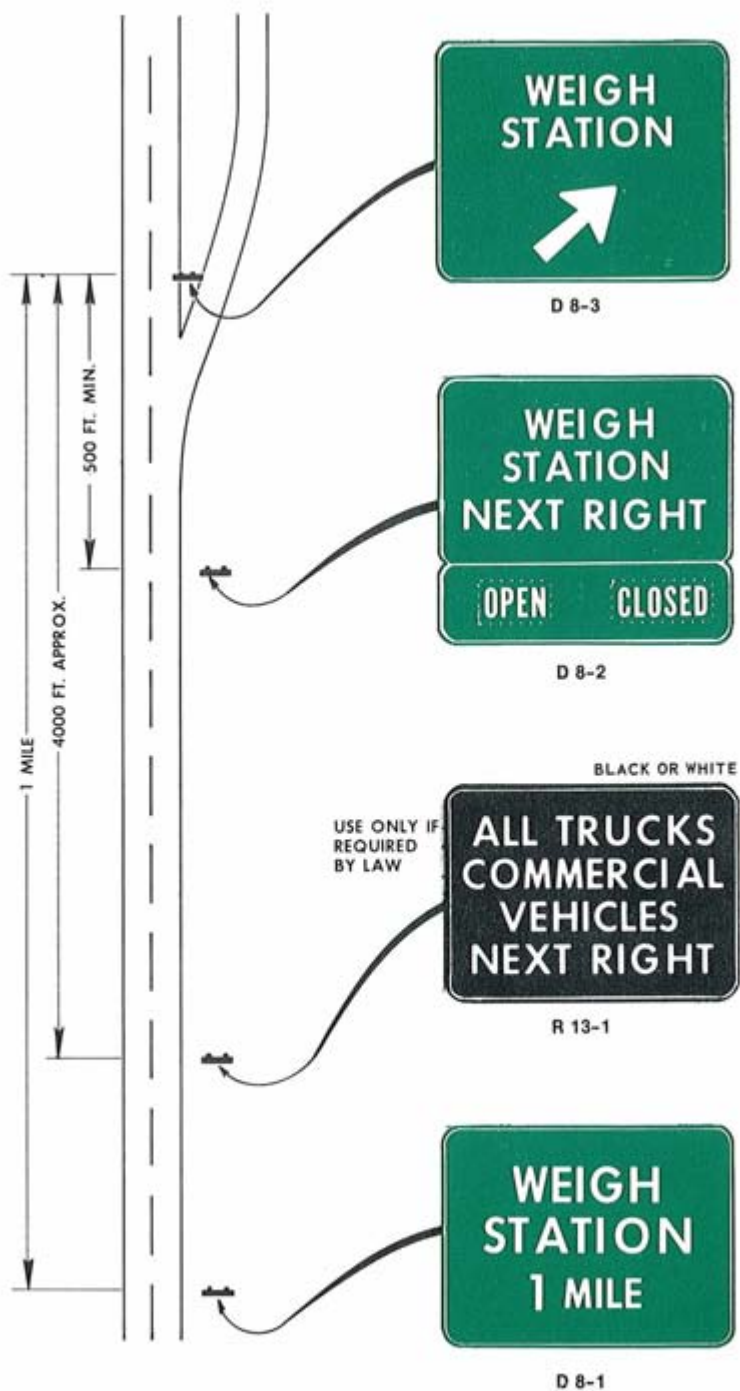 WEIGH
STATION
D 8-3
500 FT. MIN.
WEIGH
STATION
NEXT RIGHT
OPEN CLOSED
D 8-2
4000 FT. APPROX.
1 MILE
BLACK OR WHITE
USE ONLY IF
REQUIRED
BY LAW
ALL TRUCKS
COMMERCIAL
VEHICLES
NEXT RIGHT
R 13-1
WEIGH
STATION
1 MILE
D 8-1